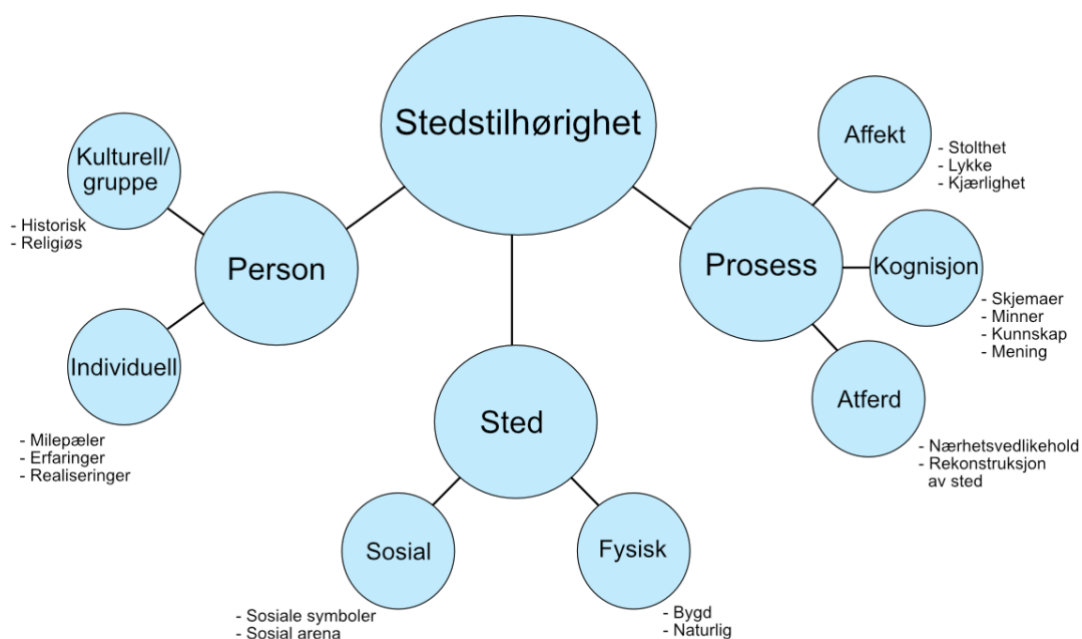 Stedstilhørighet
Kulturell/
gruppe
- Historisk
- Religiøs
Person
Individuell
- Milepæler
- Erfaringer
- Realiseringer
Sted
Sosial
- Sosiale symboler
- Sosial arena
Fysisk
- Bygd
- Naturlig
Prosess
Affekt
- Stolthet
- Lykke
- Kjærlighet
Kognisjon
- Skjemaer
- Minner
- Kunnskap
- Mening
Atferd
- Nærhetsvedlikehold
- Rekonstruksjon
av sted